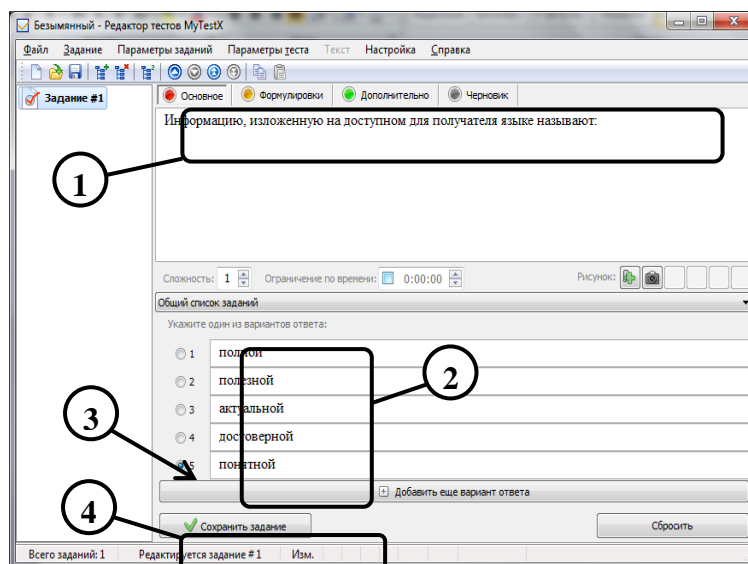 Безымянный - Редактор тестов MyTestX
Файл Задание Параметры заданий Параметры теста Текст Настройка Справка
Задание #1
Основное Формулировки Дополнительно Черновик
Информацию, изложенную на доступном для получателя языке называют:
1
Сложность: 1 Ограничение по времени: 0:00:00 Рисунок:
Общий список заданий
Укажите один из вариантов ответа:
1 полной
2 полезной
2
3 актуальной
3
4 достоверной
5 понятной
Добавить еще вариант ответа
4
Сохранить задание Сбросить
Всего заданий: 1 Редактируется задание # 1 Изм.